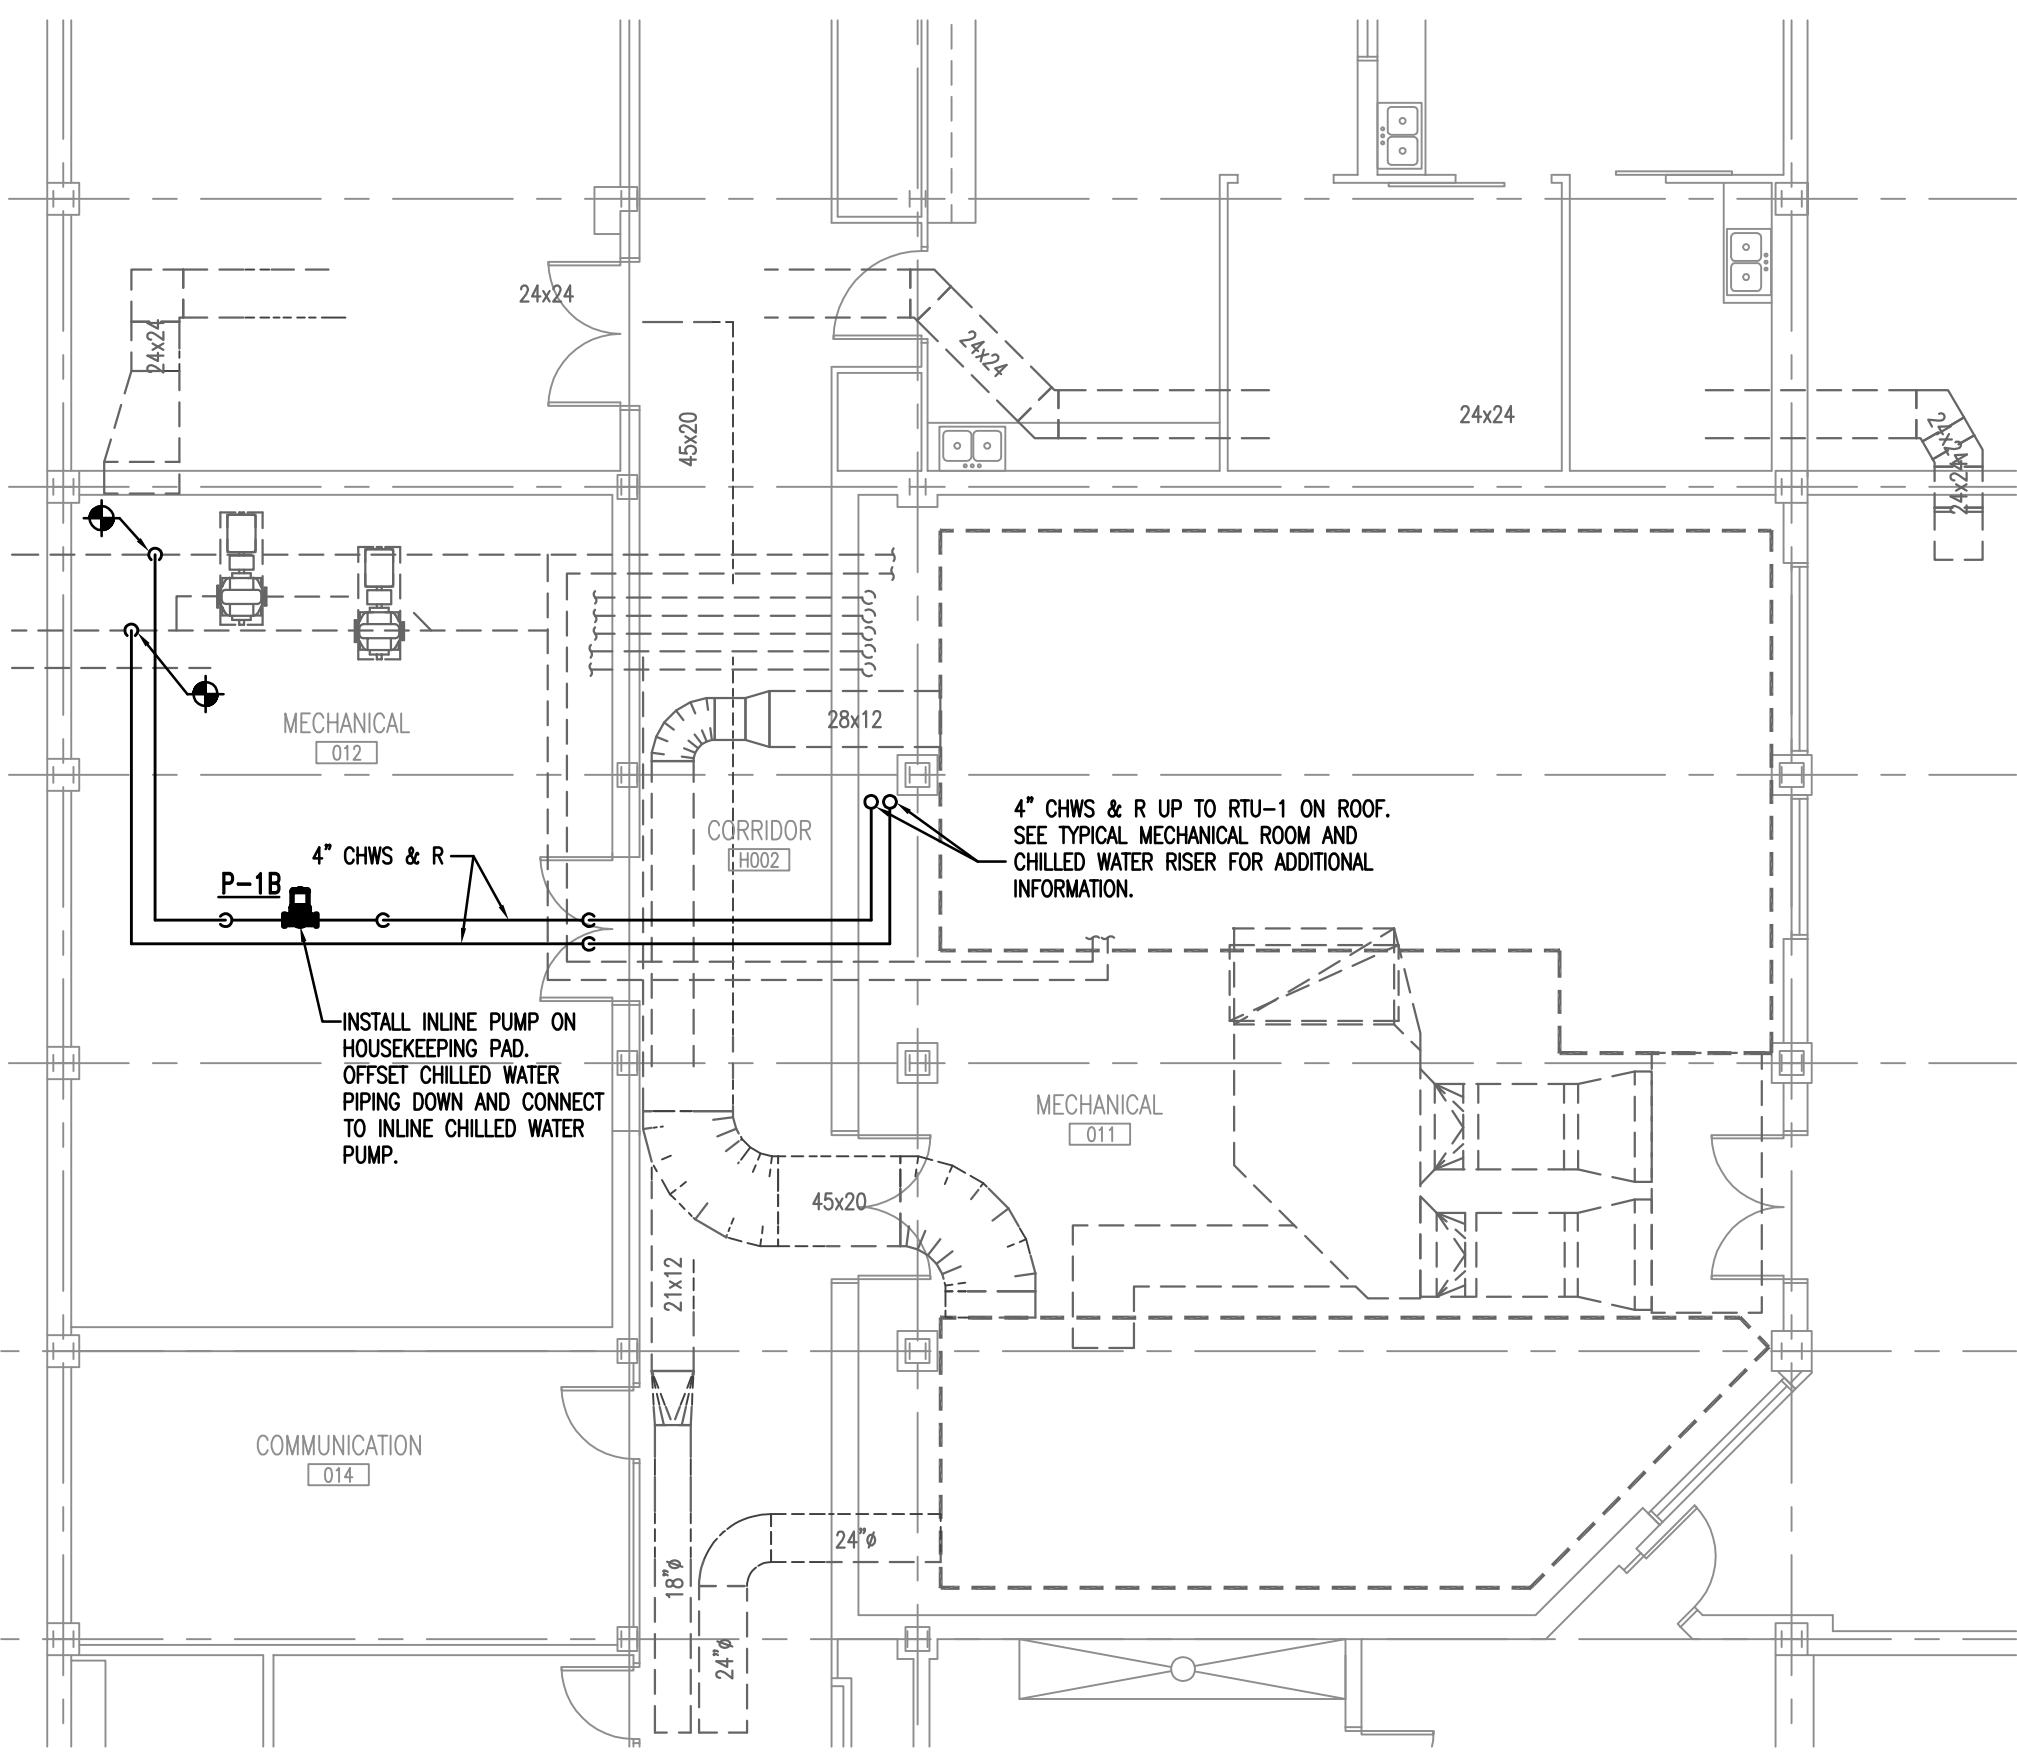 24x24
24x24
24x24
45x20
24x24
24x24
24x24
28x12
MECHANICAL
012
4" CHWS & R UP TO RTU-1 ON ROOF.
SEE TYPICAL MECHANICAL ROOM AND
CHILLED WATER RISER FOR ADDITIONAL
INFORMATION.
CORRIDOR
H002
4" CHWS & R
P-1B
INSTALL INLINE PUMP ON
HOUSEKEEPING PAD.
OFFSET CHILLED WATER
PIPING DOWN AND CONNECT
TO INLINE CHILLED WATER
PUMP.
MECHANICAL
011
45x20
21x12
COMMUNICATION
014
24"ø
18"ø
24"ø